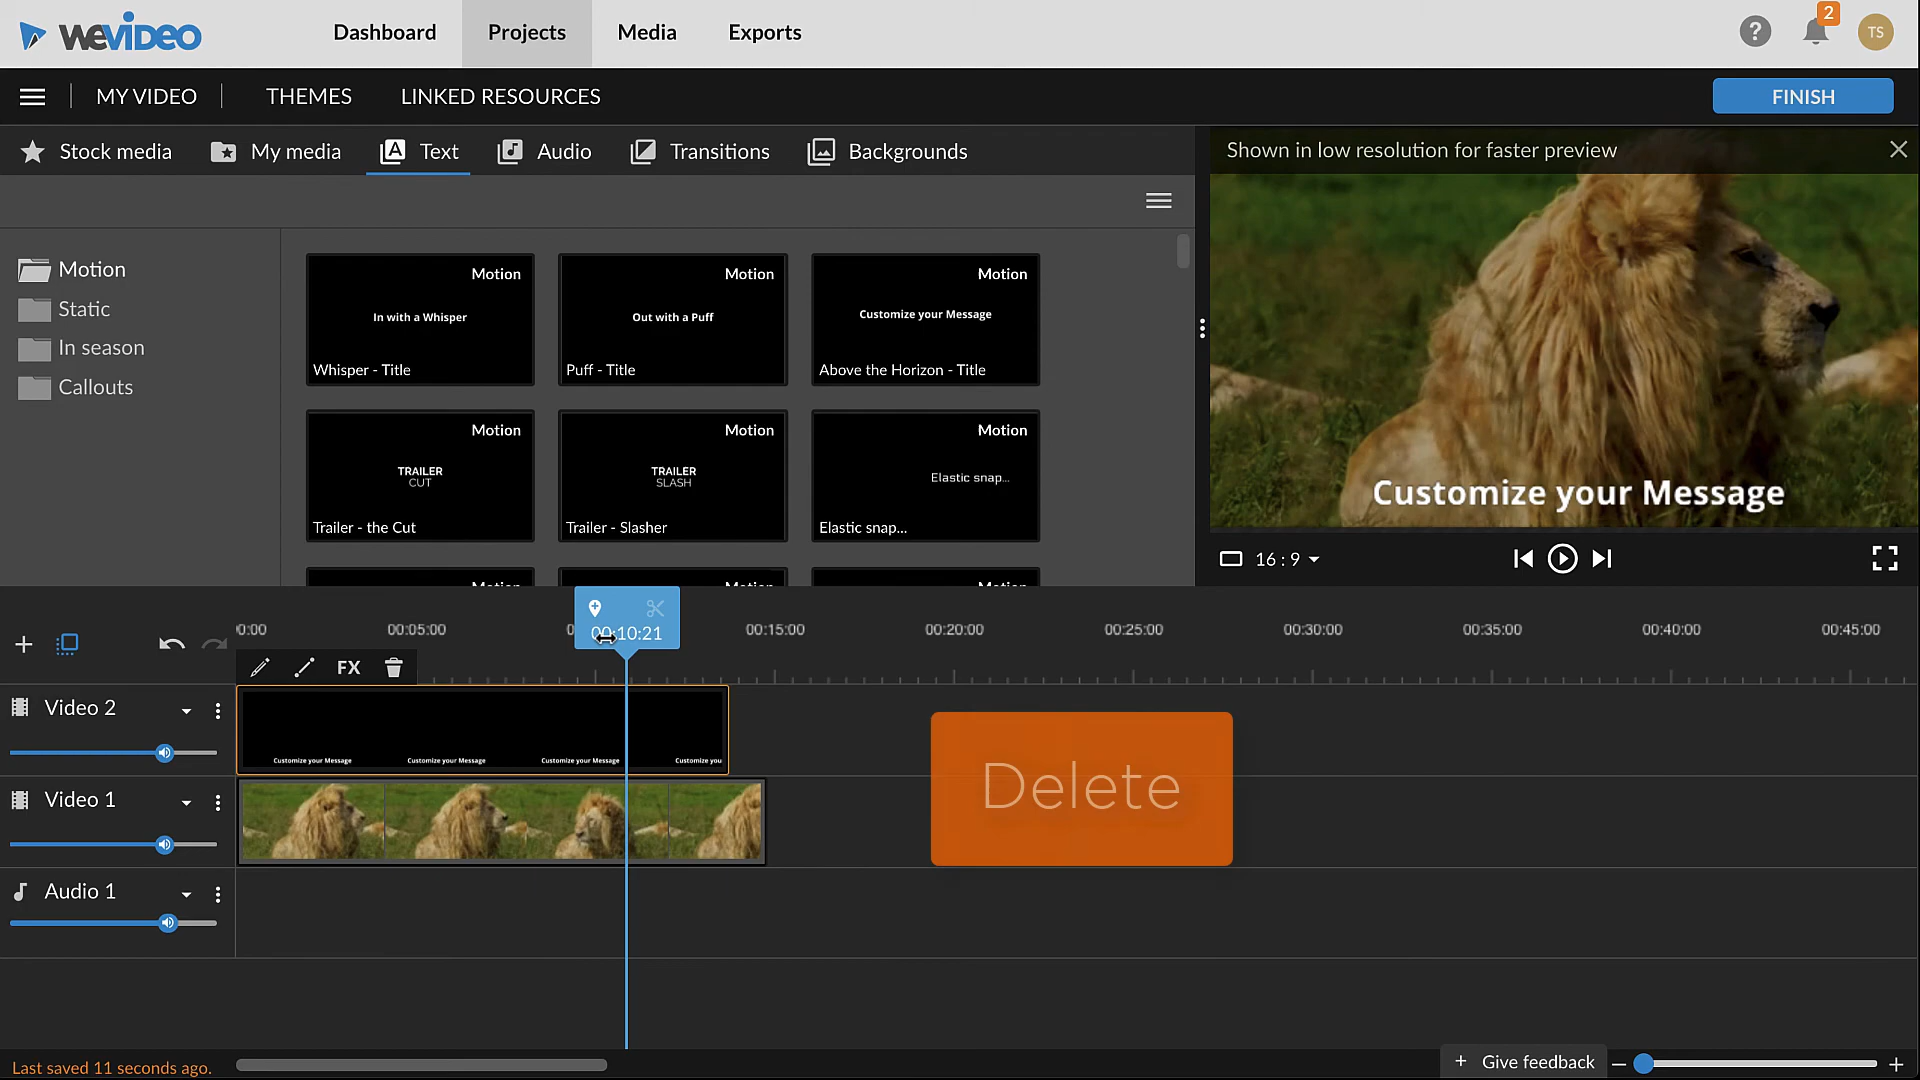 WEVIDEO
Dashboard
Projects
Media
Exports
2
TS
MY VIDEO
THEMES
LINKED RESOURCES
FINISH
Stock media
My media
Text
Audio
Transitions
Backgrounds
Shown in low resolution for faster preview
Motion
Static
In season
Callouts
Motion
In with a Whisper
Whisper - Title
Motion
Out with a Puff
Puff - Title
Motion
Customize your Message
Above the Horizon - Title
Motion
TRAILER
CUT
Trailer - the Cut
Motion
TRAILER
SLASH
Trailer - Slasher
Motion
Elastic snap...
Elastic snap...
Customize your Message
16 : 9
00:10:21
00:05:00
00:15:00
00:20:00
00:25:00
00:30:00
00:35:00
00:40:00
00:45:00
FX
Video 2
Customize your Message
Customize your Message
Customize your Message
Customize you
Video 1
Audio 1
Delete
Last saved 11 seconds ago.
+ Give feedback